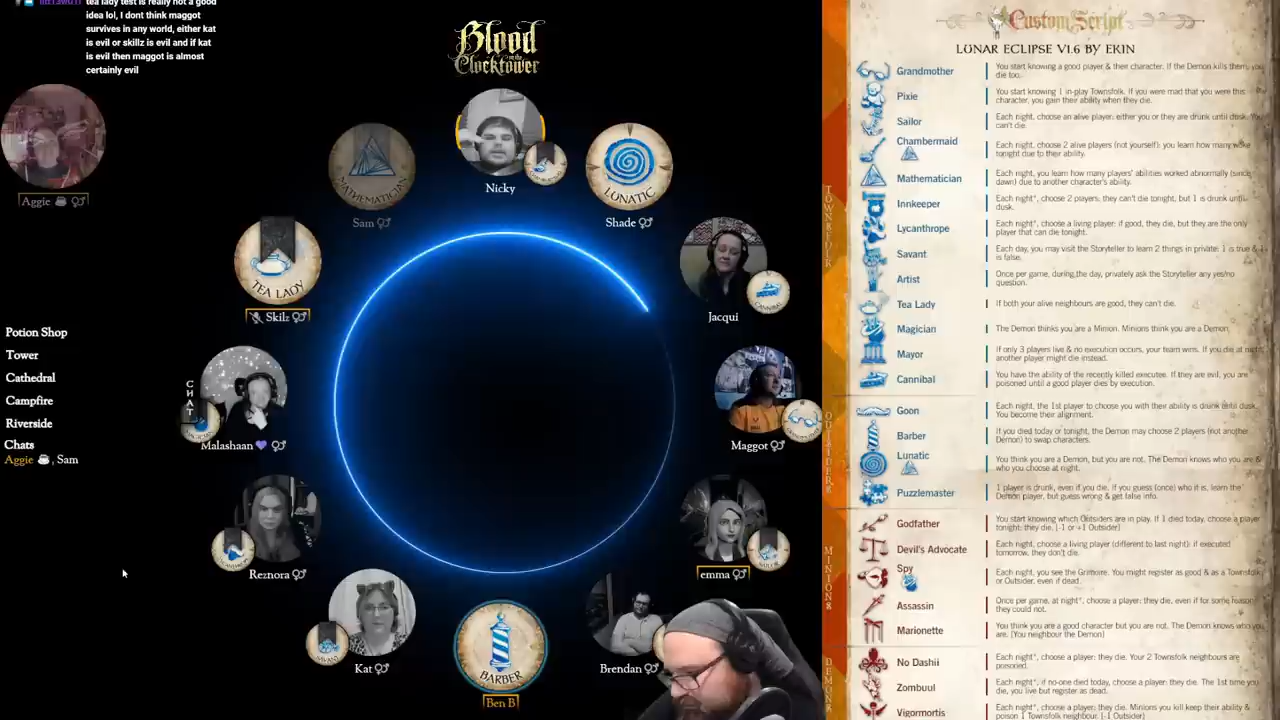 tea lady test is really not a good
idea lol, I dont think maggot
survives in any world, either kat
is evil or skillz is evil and if kat
is evil then maggot is almost
certainly evil
Aggie
Blood
on the
Clocktower
Nicky
MATHEMATICIAN
Sam
LUNATIC
Shade
TEA LADY
Skilz
Jacqui
CHAT
Malashaan
Maggot
Reznora
emma
Kat
BARBER
Ben B
Brendan
Potion Shop
Tower
Cathedral
Campfire
Riverside
Chats
Aggie , Sam
Custom Script
LUNAR ECLIPSE V1.6 BY EKIN
TOWNSFOLK
Grandmother
You start knowing a good player & their character. If the Demon kills them, you
die too.
Pixie
You start knowing 1 in-play Townsfolk. If you were mad that you were this
character, you gain their ability when they die.
Sailor
Each night, choose an alive player: either you or they are drunk until dusk. You
can't die.
Chambermaid
Each night, choose 2 alive players (not yourself): you learn how many woke
tonight due to their ability.
Mathematician
Each night, you learn how many players' abilities worked abnormally (since
dawn) due to another character's ability.
Innkeeper
Each night*, choose 2 players: they can't die tonight, but 1 is drunk until
dusk.
Lycanthrope
Each night*, choose a living player: if good, they die, but they are the only
player that can die tonight.
Savant
Each day, you may visit the Storyteller to learn 2 things in private: 1 is true & 1
is false.
Artist
Once per game, during the day, privately ask the Storyteller any yes/no
question.
Tea Lady
If both your alive neighbours are good, they can't die.
Magician
The Demon thinks you are a Minion. Minions think you are a Demon.
Mayor
If only 3 players live & no execution occurs, your team wins. If you die at night,
another player might die instead.
Cannibal
You have the ability of the recently killed executee. If they are evil, you are
poisoned until a good player dies by execution.
OUTSIDERS
Goon
Each night, the 1st player to choose you with their ability is drunk until dusk.
You become their alignment.
Barber
If you died today or tonight, the Demon may choose 2 players (not another
Demon) to swap characters.
Lunatic
You think you are a Demon, but you are not. The Demon knows who you are &
who you choose at night.
Puzzlemaster
1 player is drunk, even if you die. If you guess (once) who it is, learn the
Demon player, but guess wrong & get false info.
MINIONS
Godfather
You start knowing which Outsiders are in play. If 1 died today, choose a player
tonight: they die. [-1 or +1 Outsider]
Devil's Advocate
Each night, choose a living player (different to last night): if executed
tomorrow, they don't die.
Spy
Each night, you see the Grimoire. You might register as good & as a Townsfolk
or Outsider, even if dead.
Assassin
Once per game, at night*, choose a player: they die, even if for some reason
they could not.
Marionette
You think you are a good character but you are not. The Demon knows who you
are. [You neighbour the Demon]
DEMONS
No Dashii
Each night*, choose a player: they die. Your 2 Townsfolk neighbours are
poisoned.
Zombuul
Each night*, if no-one died today, choose a player: they die. The 1st time you
die, you live but register as dead.
Vigormortis
Each night*, choose a player: they die. Minions you kill keep their ability &
poison 1 Townsfolk neighbour. [-1 Outsider]